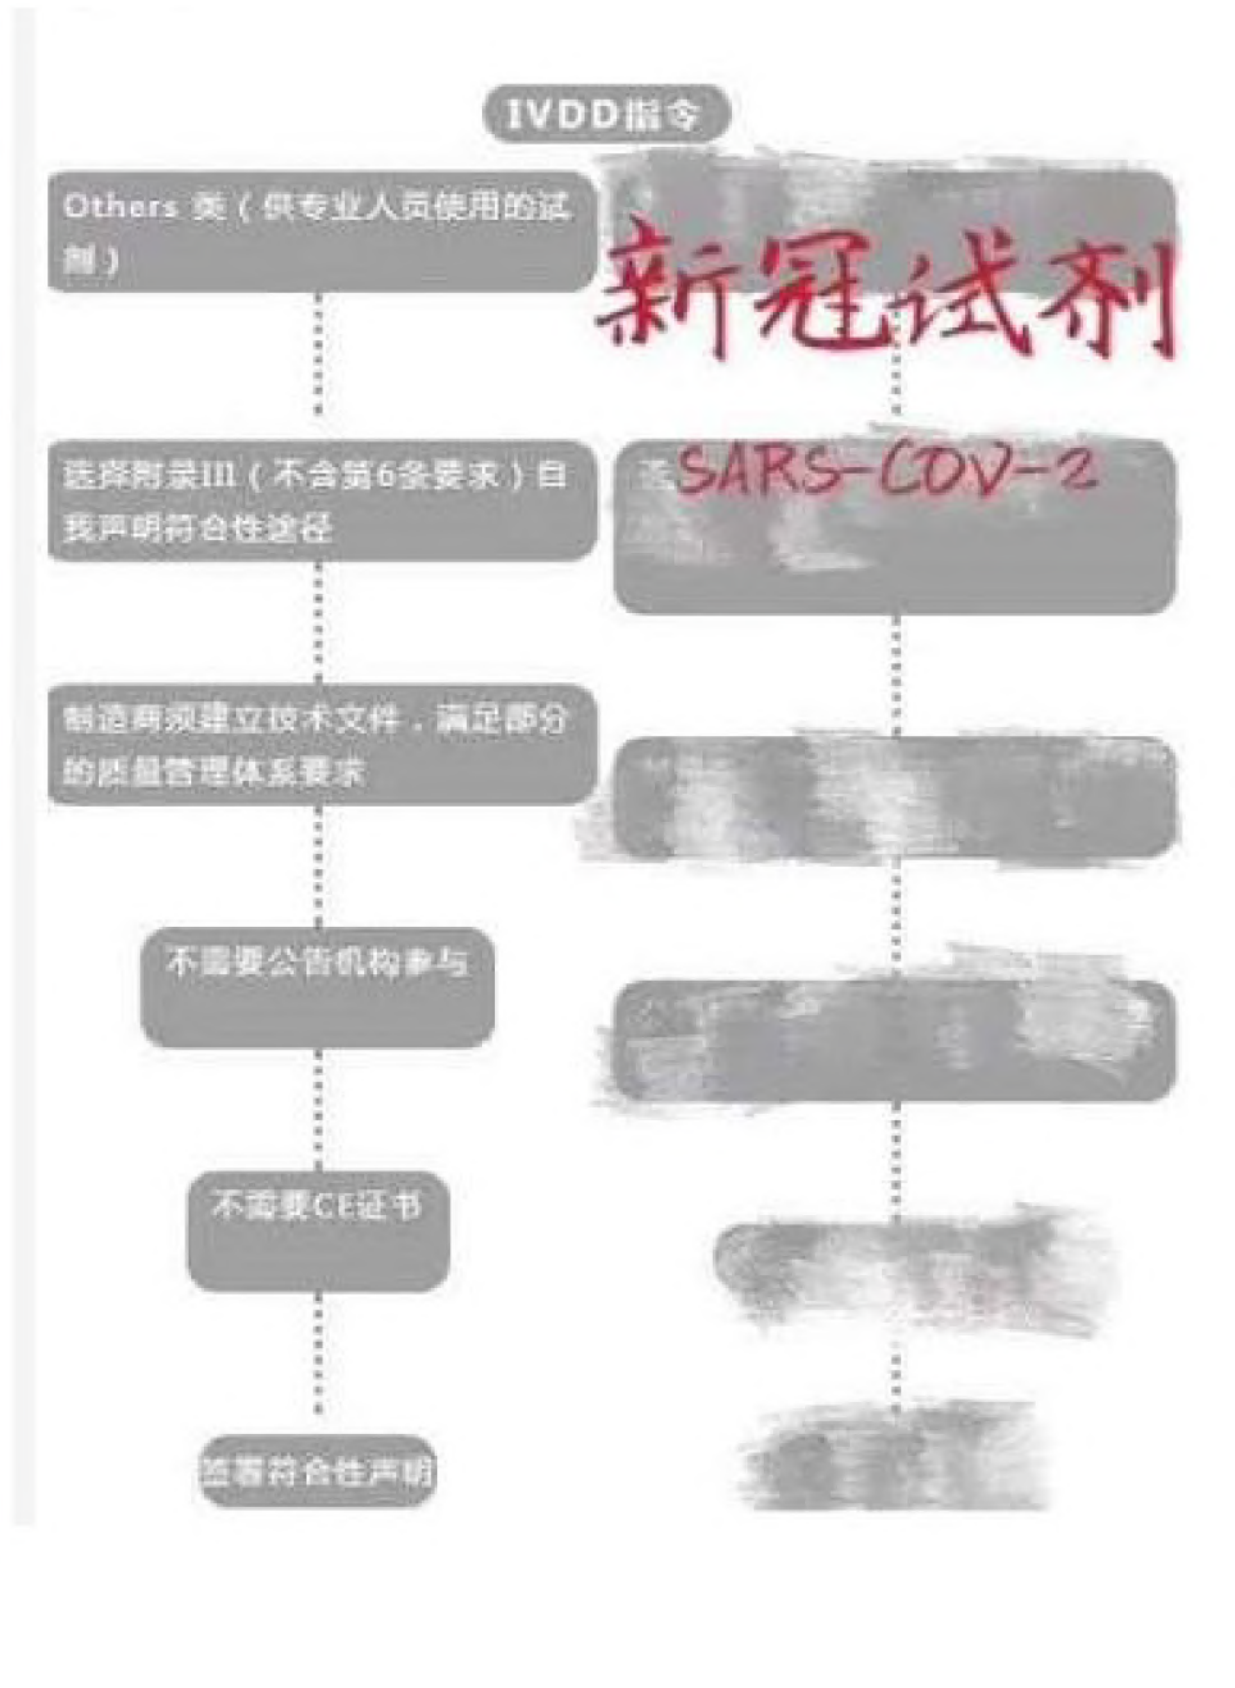 IVDD指令
Others 类（供专业人员使用的试
剂）
新冠试剂
选择附录III（不含第6条要求）自
我声明符合性途径
SARS-COV-2
制造商须建立技术文件，满足部分
的质量管理体系要求
不需要公告机构参与
不需要CE证书
签署符合性声明